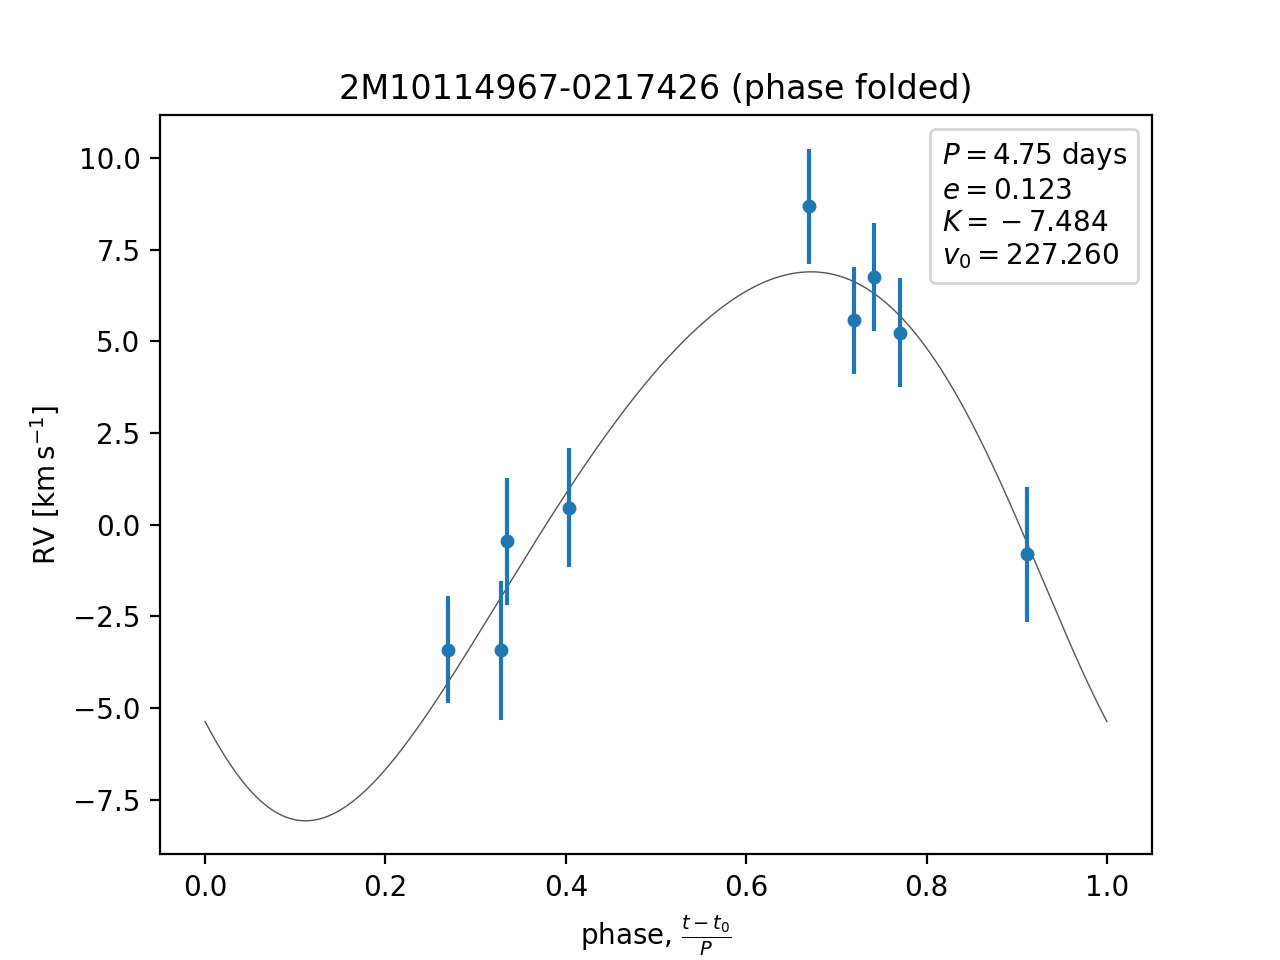 2M10114967-0217426 (phase folded)
P = 4.75 days
e = 0.123
K = −7.484
v₀ = 227.260
RV [km s⁻¹]
10.0
7.5
5.0
2.5
0.0
−2.5
−5.0
−7.5
0.0 0.2 0.4 0.6 0.8 1.0
phase, (t − t₀)/P